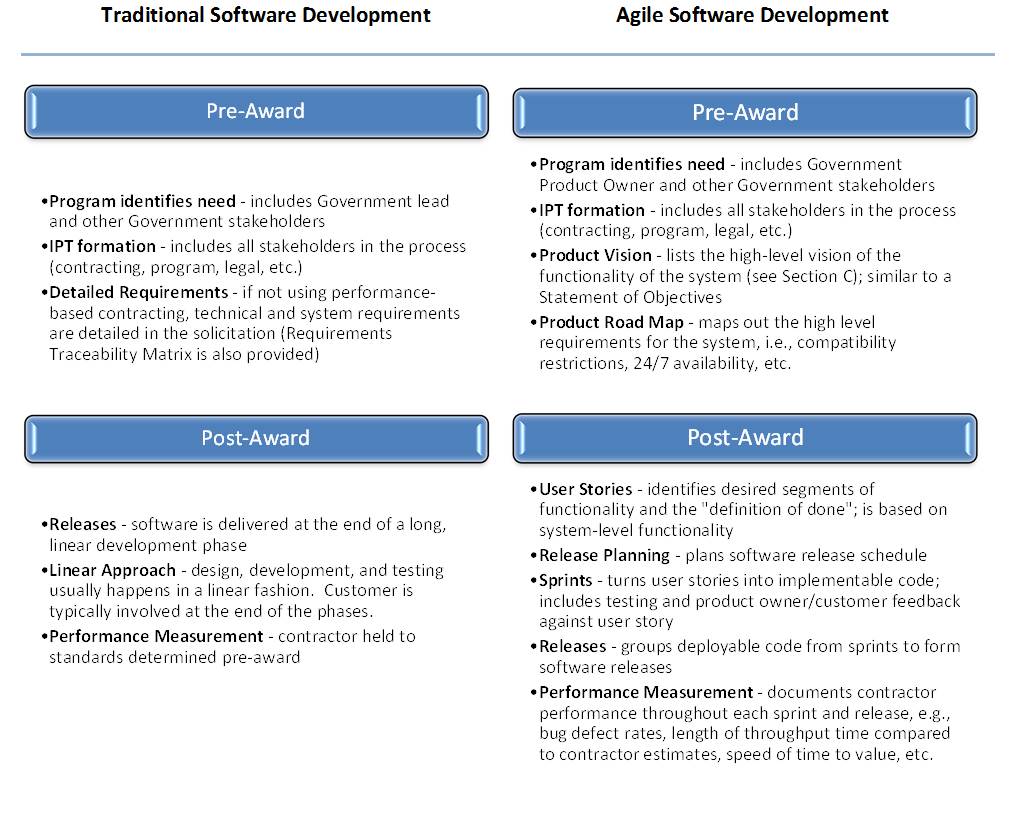 Traditional Software Development
Agile Software Development
Pre-Award
•Program identifies need - includes Government lead
and other Government stakeholders
•IPT formation - includes all stakeholders in the process
(contracting, program, legal, etc.)
•Detailed Requirements - if not using performance-
based contracting, technical and system requirements
are detailed in the solicitation (Requirements
Traceability Matrix is also provided)
Pre-Award
•Program identifies need - includes Government
Product Owner and other Government stakeholders
•IPT formation - includes all stakeholders in the process
(contracting, program, legal, etc.)
•Product Vision - lists the high-level vision of the
functionality of the system (see Section C); similar to a
Statement of Objectives
•Product Road Map - maps out the high level
requirements for the system, i.e., compatibility
restrictions, 24/7 availability, etc.
Post-Award
•Releases - software is delivered at the end of a long,
linear development phase
•Linear Approach - design, development, and testing
usually happens in a linear fashion.  Customer is
typically involved at the end of the phases.
•Performance Measurement - contractor held to
standards determined pre-award
Post-Award
•User Stories - identifies desired segments of
functionality and the "definition of done"; is based on
system-level functionality
•Release Planning - plans software release schedule
•Sprints - turns user stories into implementable code;
includes testing and product owner/customer feedback
against user story
•Releases - groups deployable code from sprints to form
software releases
•Performance Measurement - documents contractor
performance throughout each sprint and release, e.g.,
bug defect rates, length of throughput time compared
to contractor estimates, speed of time to value, etc.